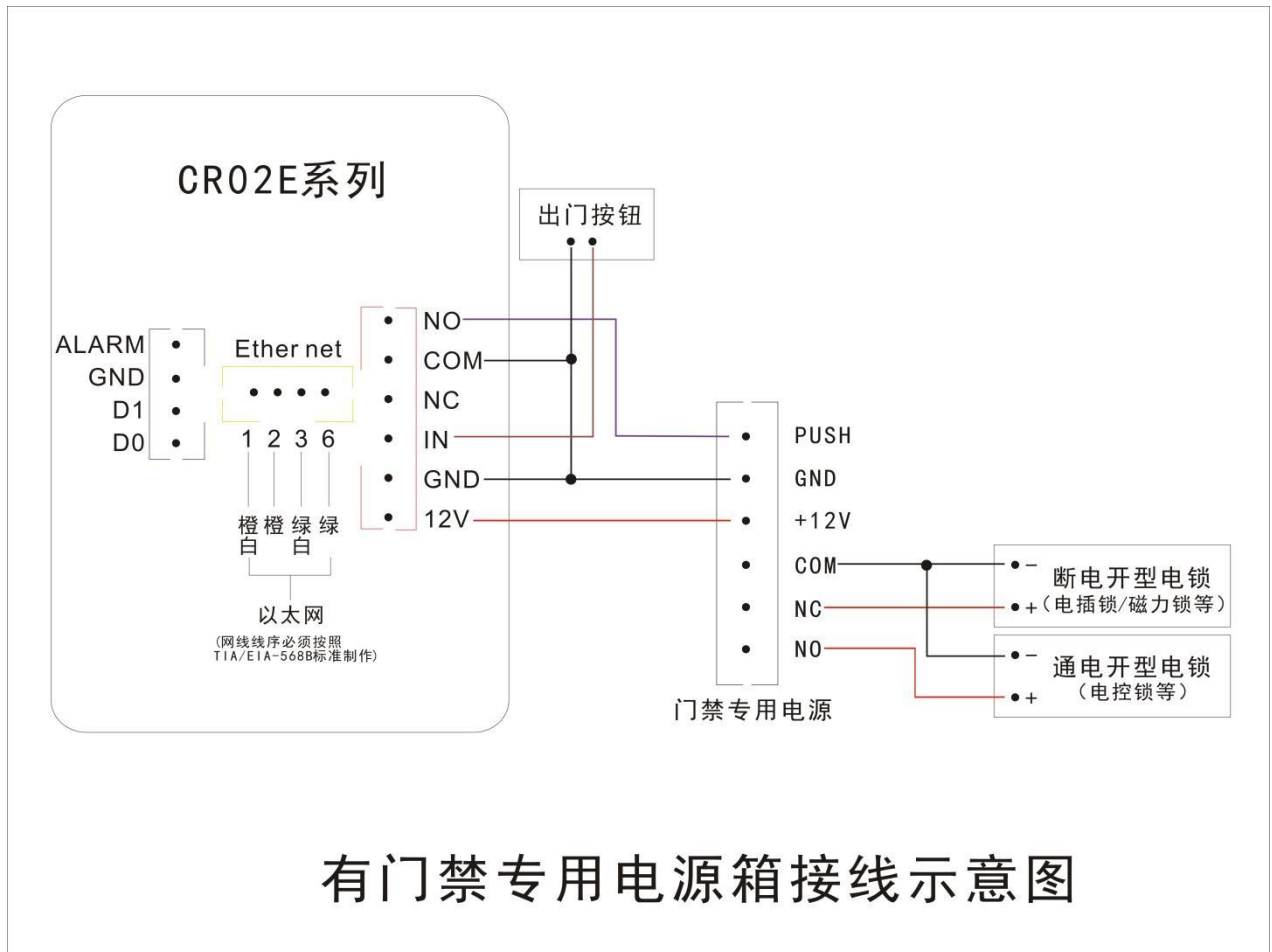 CR02E系列
出门按钮
ALARM
GND
D1
D0
Ether net
1 2 3 6
橙白 橙 绿白 绿
以太网
(网线线序必须按照
TIA/EIA-568B标准制作)
NO
COM
NC
IN
GND
12V
PUSH
GND
+12V
COM
NC
NO
门禁专用电源
-
断电开型电锁
+
(电插锁/磁力锁等)
-
通电开型电锁
(电控锁等)
+
有门禁专用电源箱接线示意图